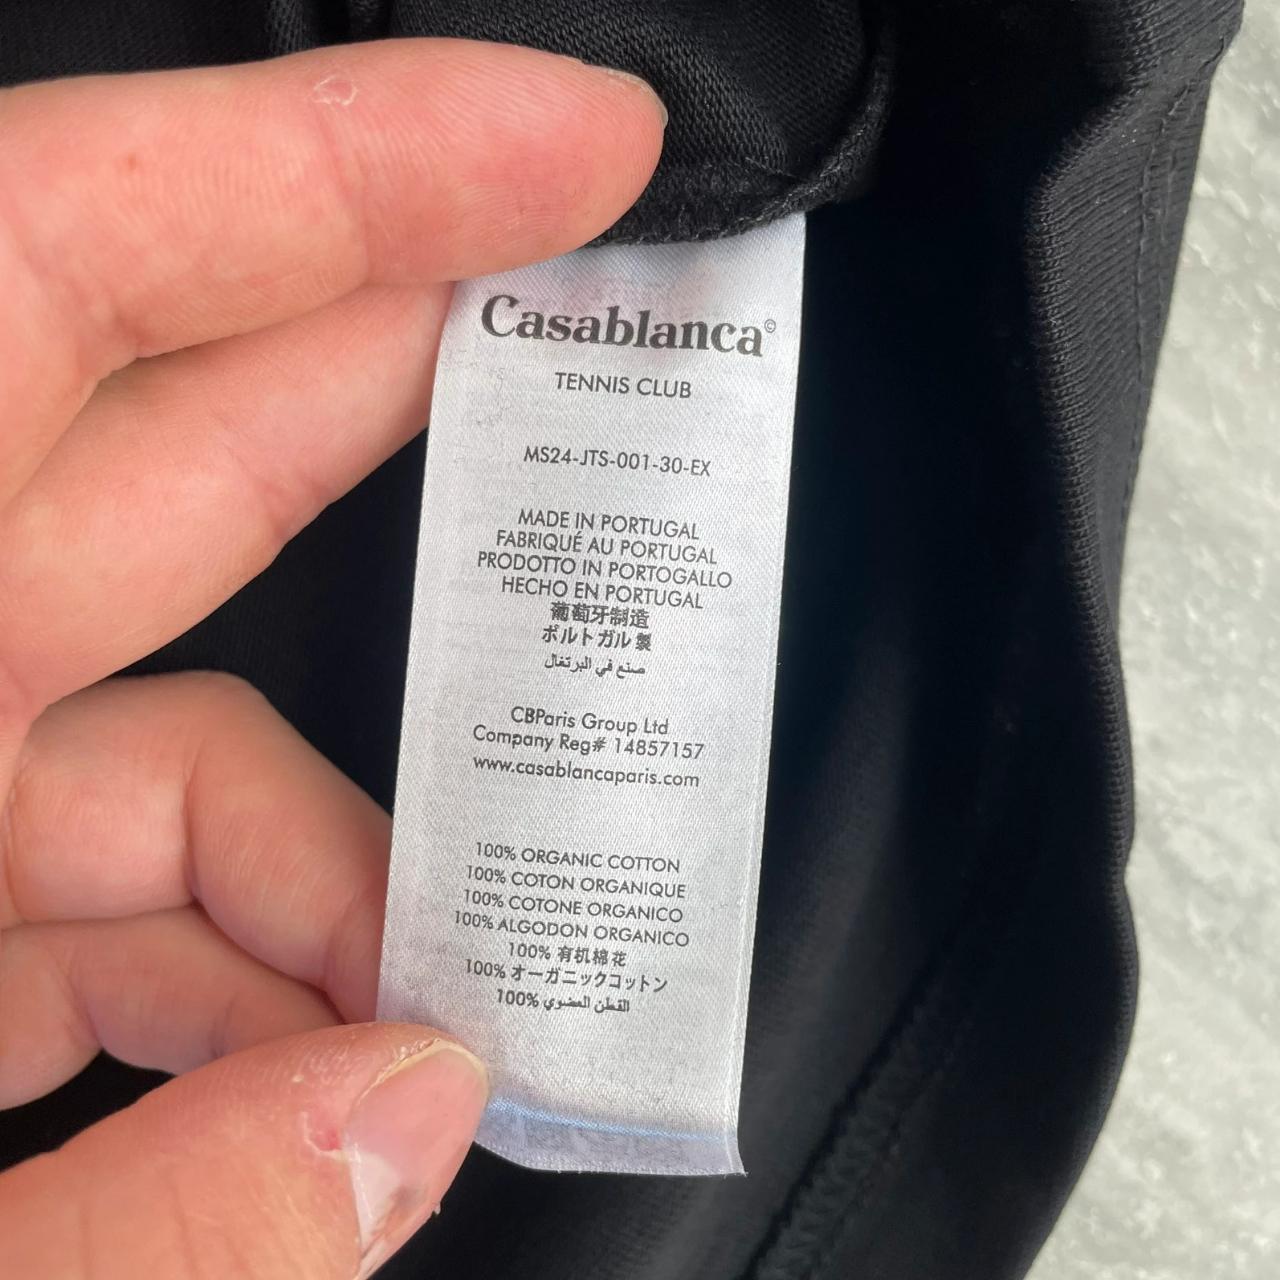 Casablanca©
TENNIS CLUB
MS24-JTS-001-30-EX
MADE IN PORTUGAL
FABRIQUÉ AU PORTUGAL
PRODOTTO IN PORTOGALLO
HECHO EN PORTUGAL
葡萄牙制造
ポルトガル製
صنع في البرتغال
CBParis Group Ltd
Company Reg# 14857157
www.casablancaparis.com
100% ORGANIC COTTON
100% COTON ORGANIQUE
100% COTONE ORGANICO
100% ALGODON ORGANICO
100% 有机棉花
100% オーガニックコットン
100% القطن العضوي